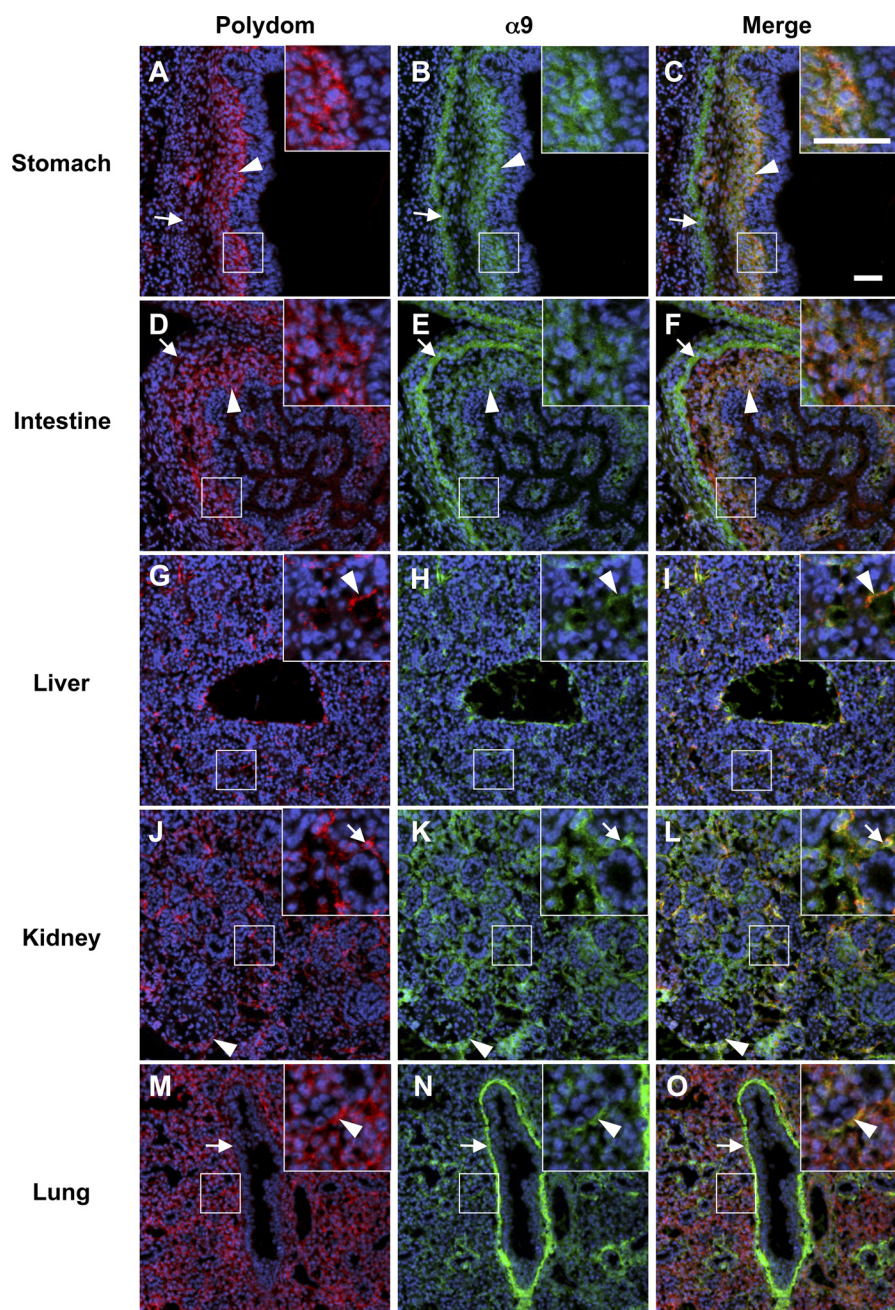 Polydom α9 Merge
Stomach A B C
Intestine D E F
Liver G H I
Kidney J K L
Lung M N O